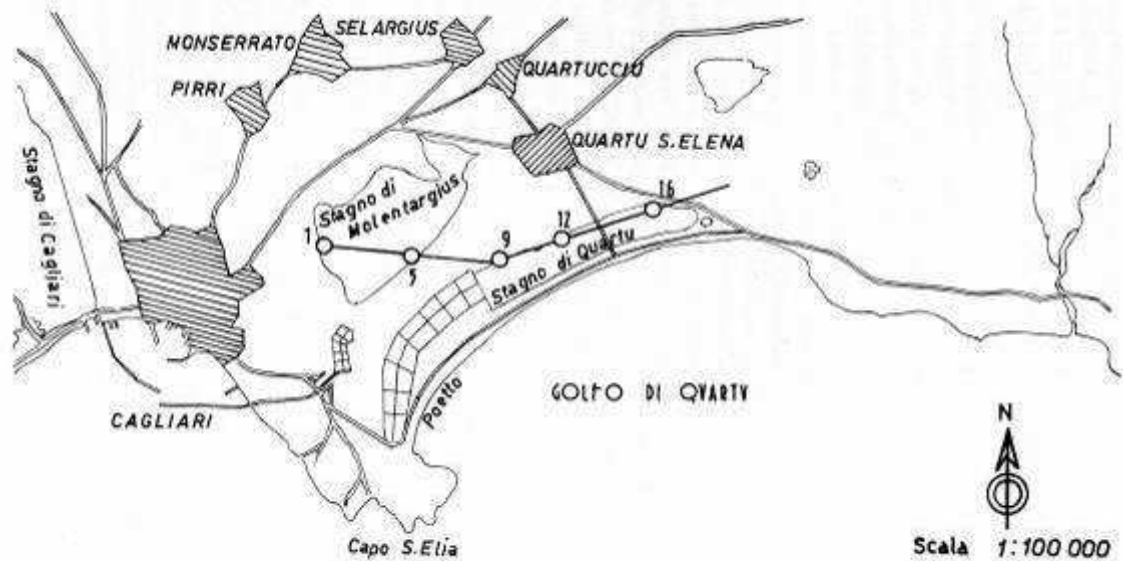 MONSERRATO
SELARGIUS
PIRRI
QUARTUCCIU
QUARTU S.ELENA
Stagno di Cagliari
Stagno di
Molentargius
1
5
9
12
16
Stagno di Quartu
Poetto
GOLFO DI QVARTV
CAGLIARI
Capo S.Elia
N
Scala 1:100 000